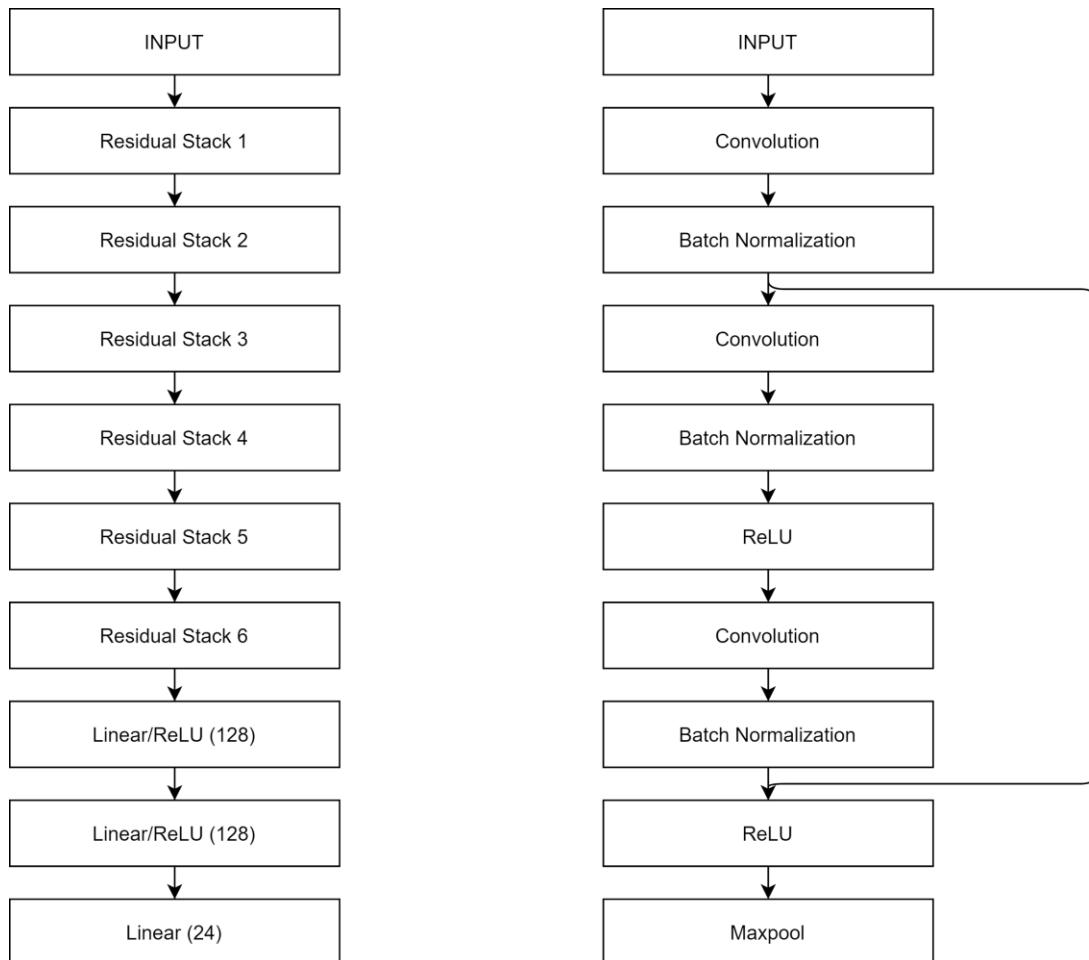 INPUT
Residual Stack 1
Residual Stack 2
Residual Stack 3
Residual Stack 4
Residual Stack 5
Residual Stack 6
Linear/ReLU (128)
Linear/ReLU (128)
Linear (24)
INPUT
Convolution
Batch Normalization
Convolution
Batch Normalization
ReLU
Convolution
Batch Normalization
ReLU
Maxpool